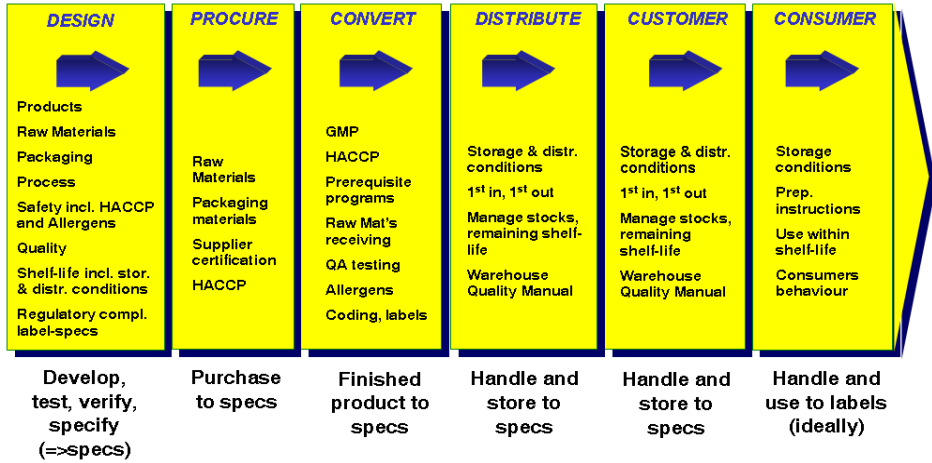 DESIGN
Products
Raw Materials
Packaging
Process
Safety incl. HACCP
and Allergens
Quality
Shelf-life incl. stor.
& distr. conditions
Regulatory compl.
label-specs
Develop,
test, verify,
specify
(=>specs)
PROCURE
Raw
Materials
Packaging
materials
Supplier
certification
HACCP
Purchase
to specs
CONVERT
GMP
HACCP
Prerequisite
programs
Raw Mat's
receiving
QA testing
Allergens
Coding, labels
Finished
product to
specs
DISTRIBUTE
Storage & distr.
conditions
1st in, 1st out
Manage stocks,
remaining shelf-
life
Warehouse
Quality Manual
Handle and
store to
specs
CUSTOMER
Storage & distr.
conditions
1st in, 1st out
Manage stocks,
remaining
shelf-life
Warehouse
Quality Manual
Handle and
store to
specs
CONSUMER
Storage
conditions
Prep.
instructions
Use within
shelf-life
Consumers
behaviour
Handle and
use to labels
(ideally)